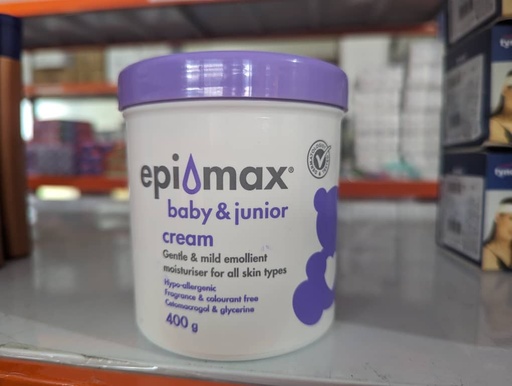 epimax®
baby & junior
cream
Gentle & mild emollient
moisturiser for all skin types
Hypo-allergenic
Fragrance & colourant free
Cetomacrogol & glycerine
400 g